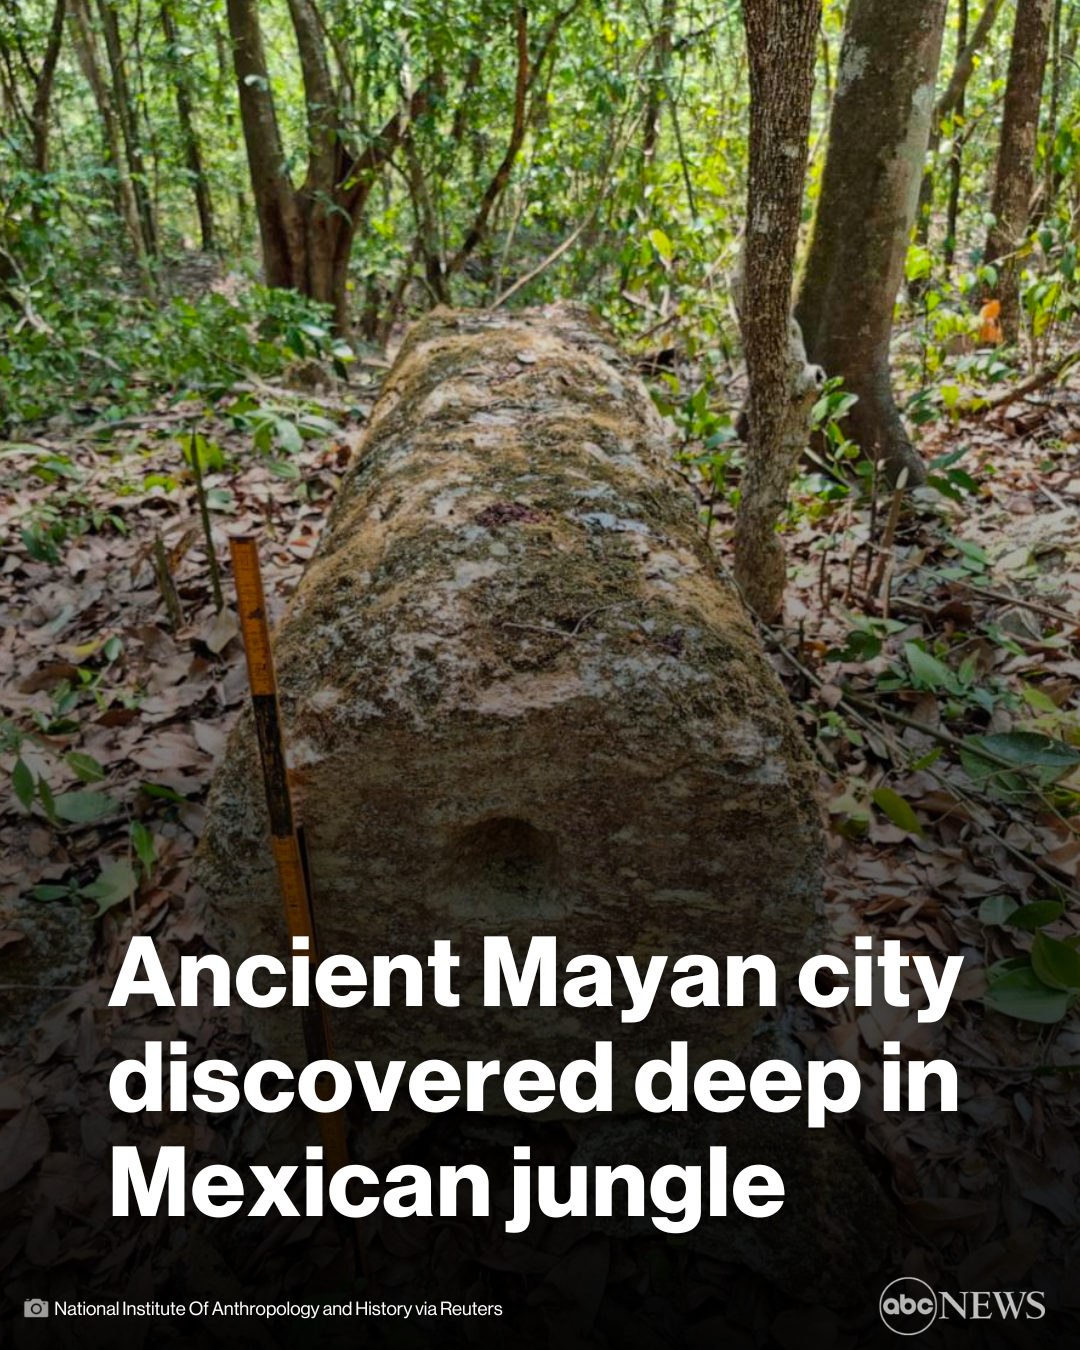 Ancient Mayan city
discovered deep in
Mexican jungle
National Institute Of Anthropology and History via Reuters
abc NEWS